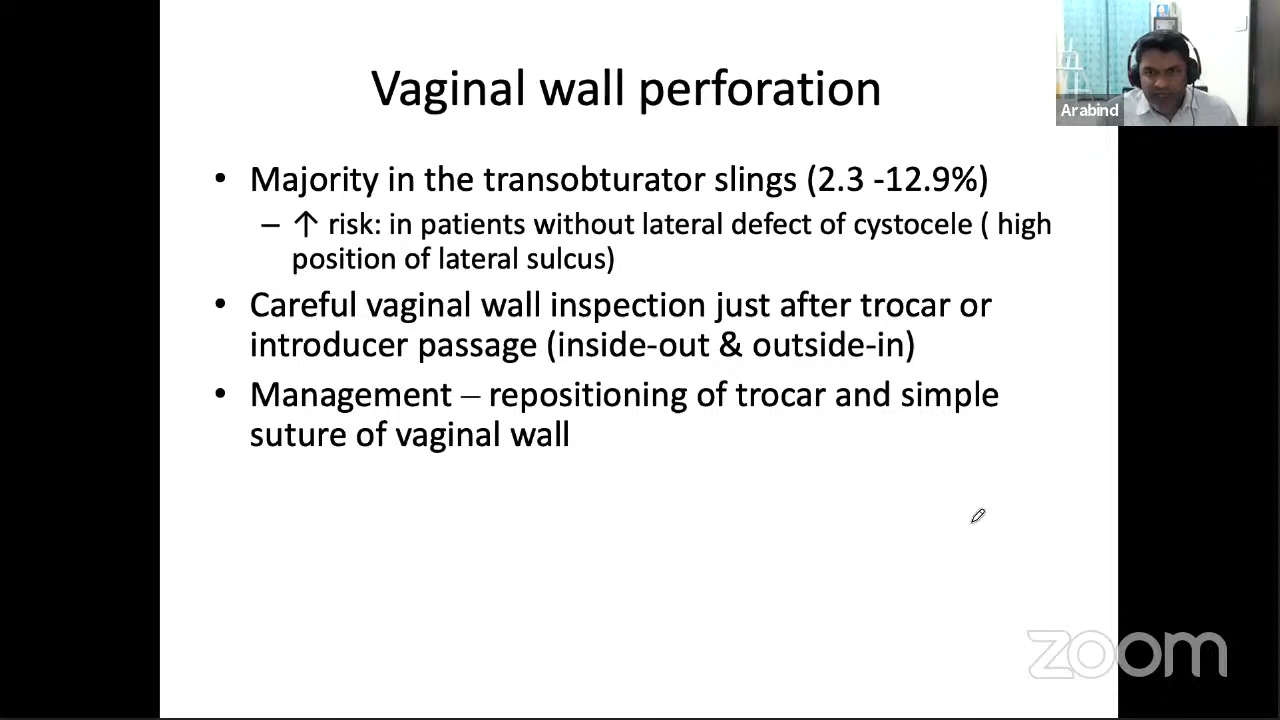 Vaginal wall perforation
Arabind
• Majority in the transobturator slings (2.3 -12.9%)
– ↑ risk: in patients without lateral defect of cystocele ( high
position of lateral sulcus)
• Careful vaginal wall inspection just after trocar or
introducer passage (inside-out & outside-in)
• Management – repositioning of trocar and simple
suture of vaginal wall
zoom